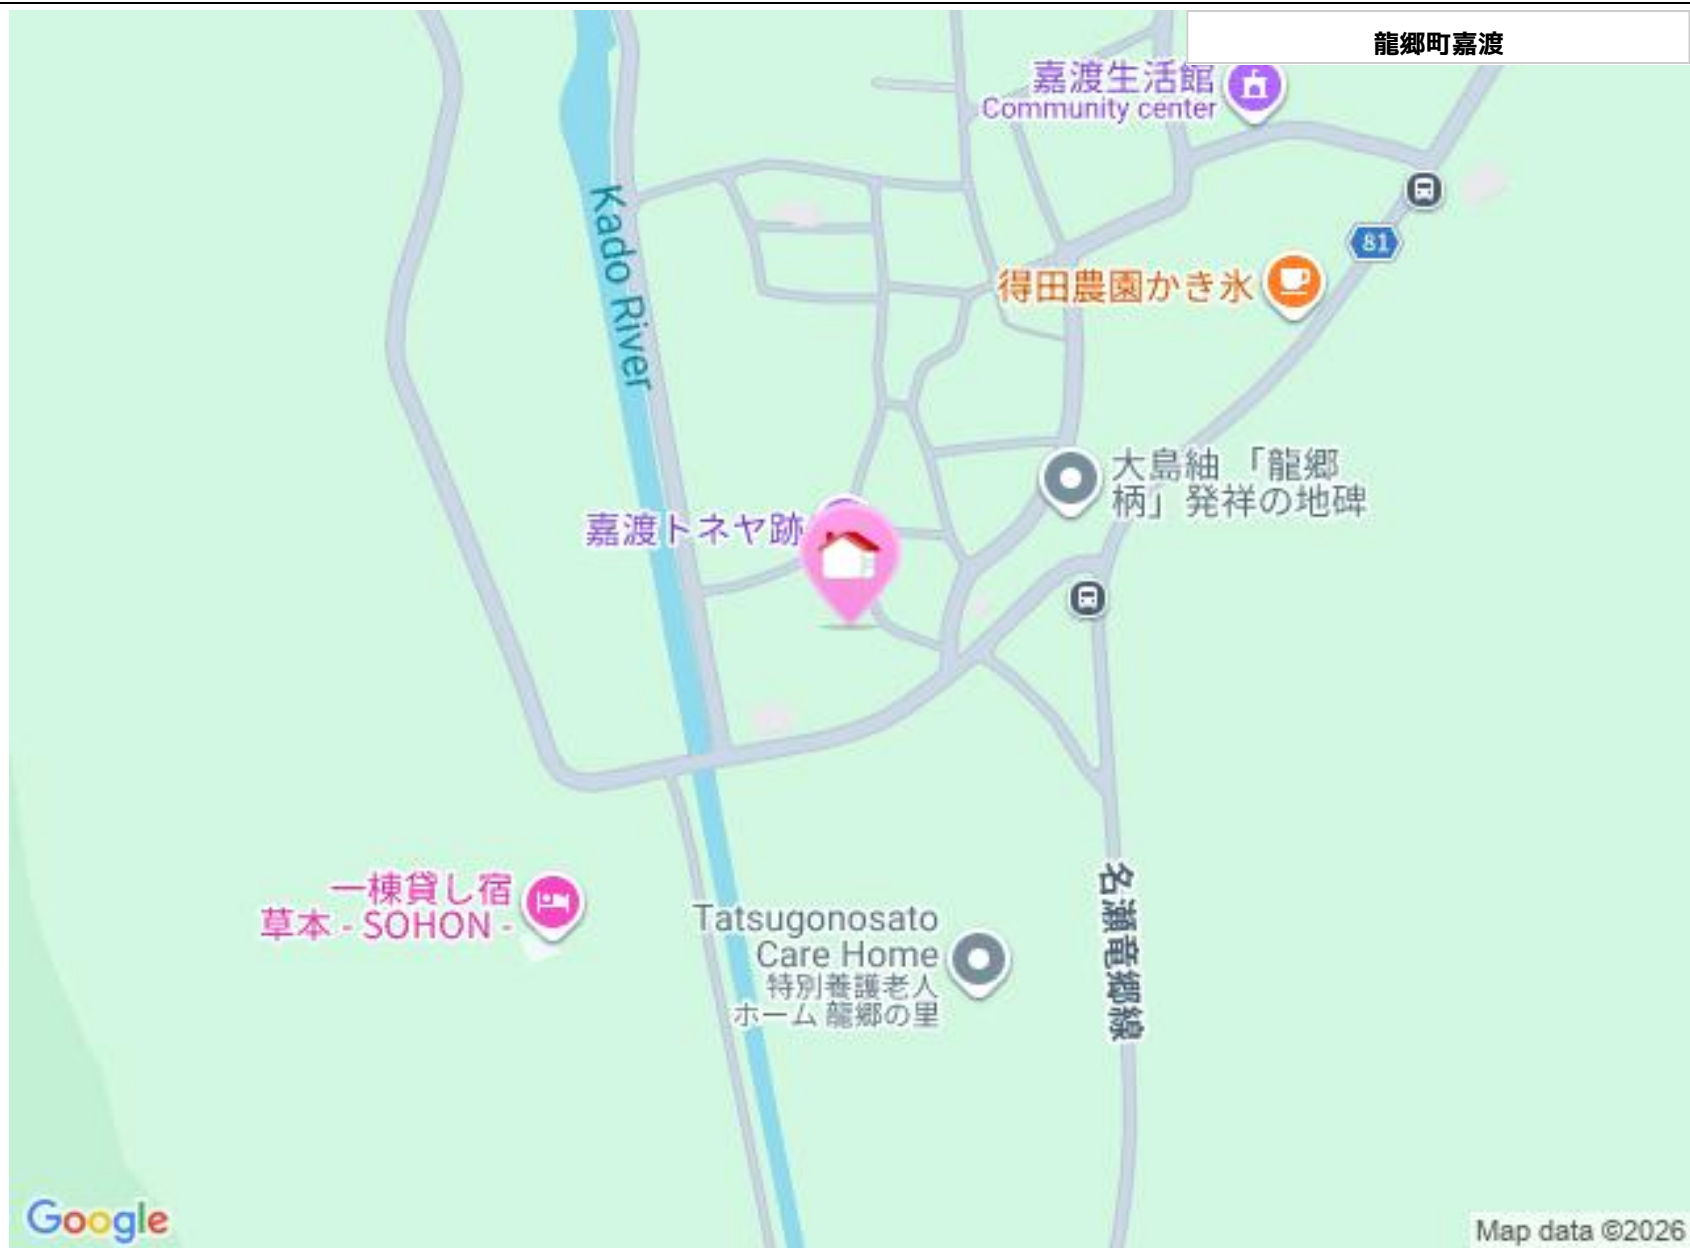 龍郷町嘉渡
嘉渡生活館
Community center
Kado River
81
得田農園かき氷
大島紬 「龍郷
柄」発祥の地碑
嘉渡トネヤ跡
一棟貸し宿
草本 - SOHON -
Tatsugonosato
Care Home
特別養護老人
ホーム 龍郷の里
名瀬竜郷線
Google
Map data ©2026